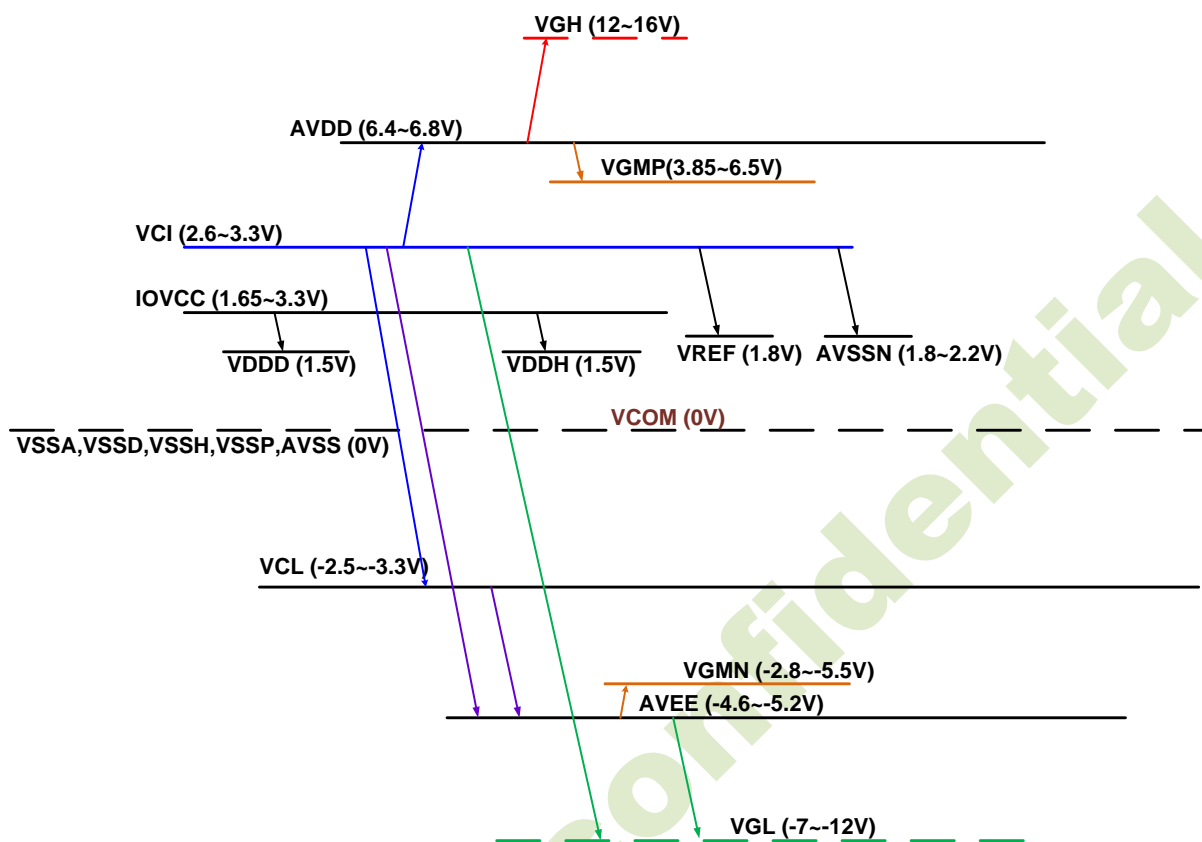 VGH (12~16V)
AVDD (6.4~6.8V)
VGMP(3.85~6.5V)
VCI (2.6~3.3V)
IOVCC (1.65~3.3V)
VDDD (1.5V)
VDDH (1.5V)
VREF (1.8V)
AVSSN (1.8~2.2V)
VCOM (0V)
VSSA,VSSD,VSSH,VSSP,AVSS (0V)
VCL (-2.5~-3.3V)
VGMN (-2.8~-5.5V)
AVEE (-4.6~-5.2V)
VGL (-7~-12V)
confidential